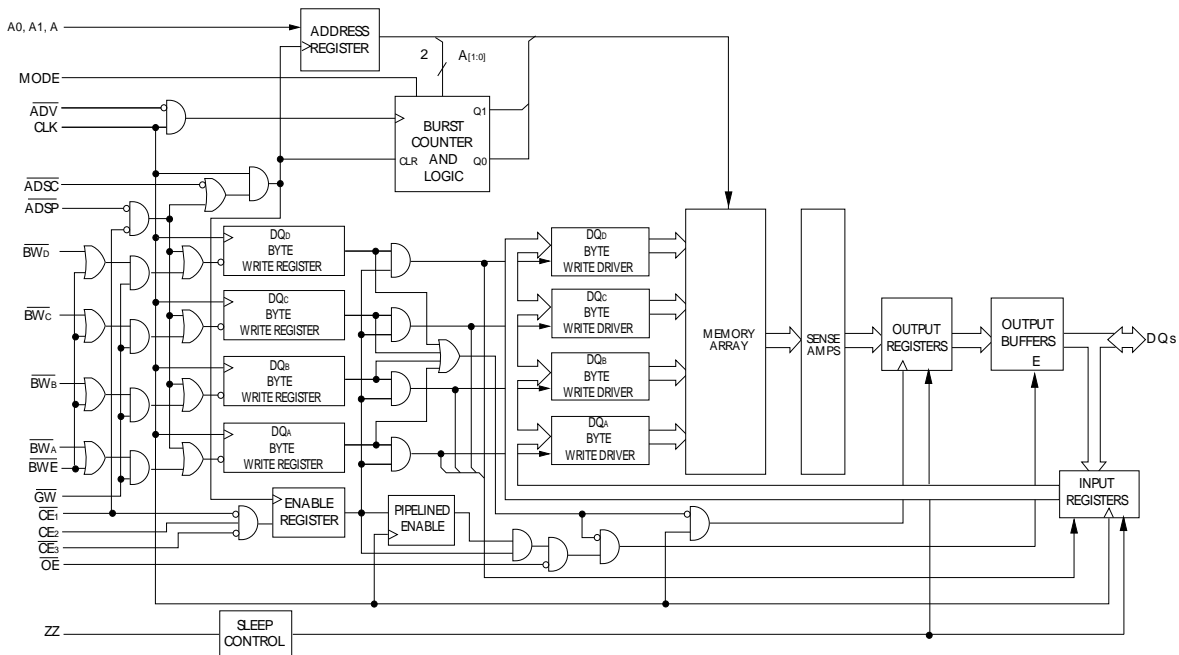 A0, A1, A
ADDRESS
REGISTER
2
A[1:0]
MODE
ADV
CLK
BURST
COUNTER
AND
LOGIC
CLR
Q1
Q0
ADSC
ADSP
BWD
DQD
BYTE
WRITE REGISTER
DQD
BYTE
WRITE DRIVER
BWC
DQC
BYTE
WRITE REGISTER
DQC
BYTE
WRITE DRIVER
BWB
DQB
BYTE
WRITE REGISTER
DQB
BYTE
WRITE DRIVER
BWA
BWE
DQA
BYTE
WRITE REGISTER
DQA
BYTE
WRITE DRIVER
MEMORY
ARRAY
SENSE
AMPS
OUTPUT
REGISTERS
OUTPUT
BUFFERS
E
DQs
INPUT
REGISTERS
GW
CE1
CE2
CE3
OE
ENABLE
REGISTER
PIPELINED
ENABLE
ZZ
SLEEP
CONTROL